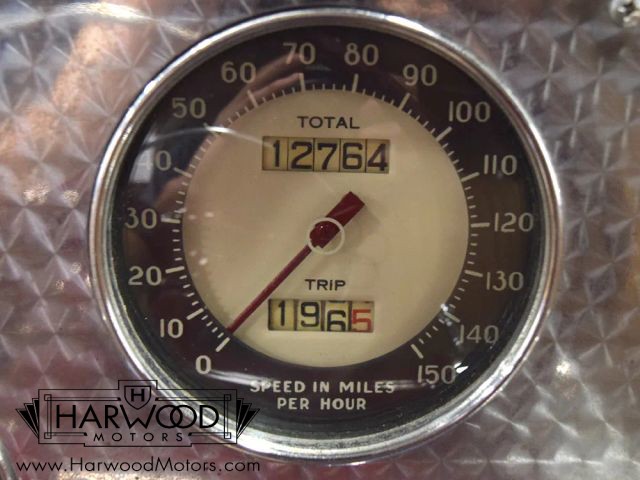 70 80
60 90
50 100
TOTAL
40 12764 110
30 120
TRIP
20 130
1965
10 140
0 150
SPEED IN MILES
PER HOUR
H
HARWOOD
MOTORS
www.HarwoodMotors.com